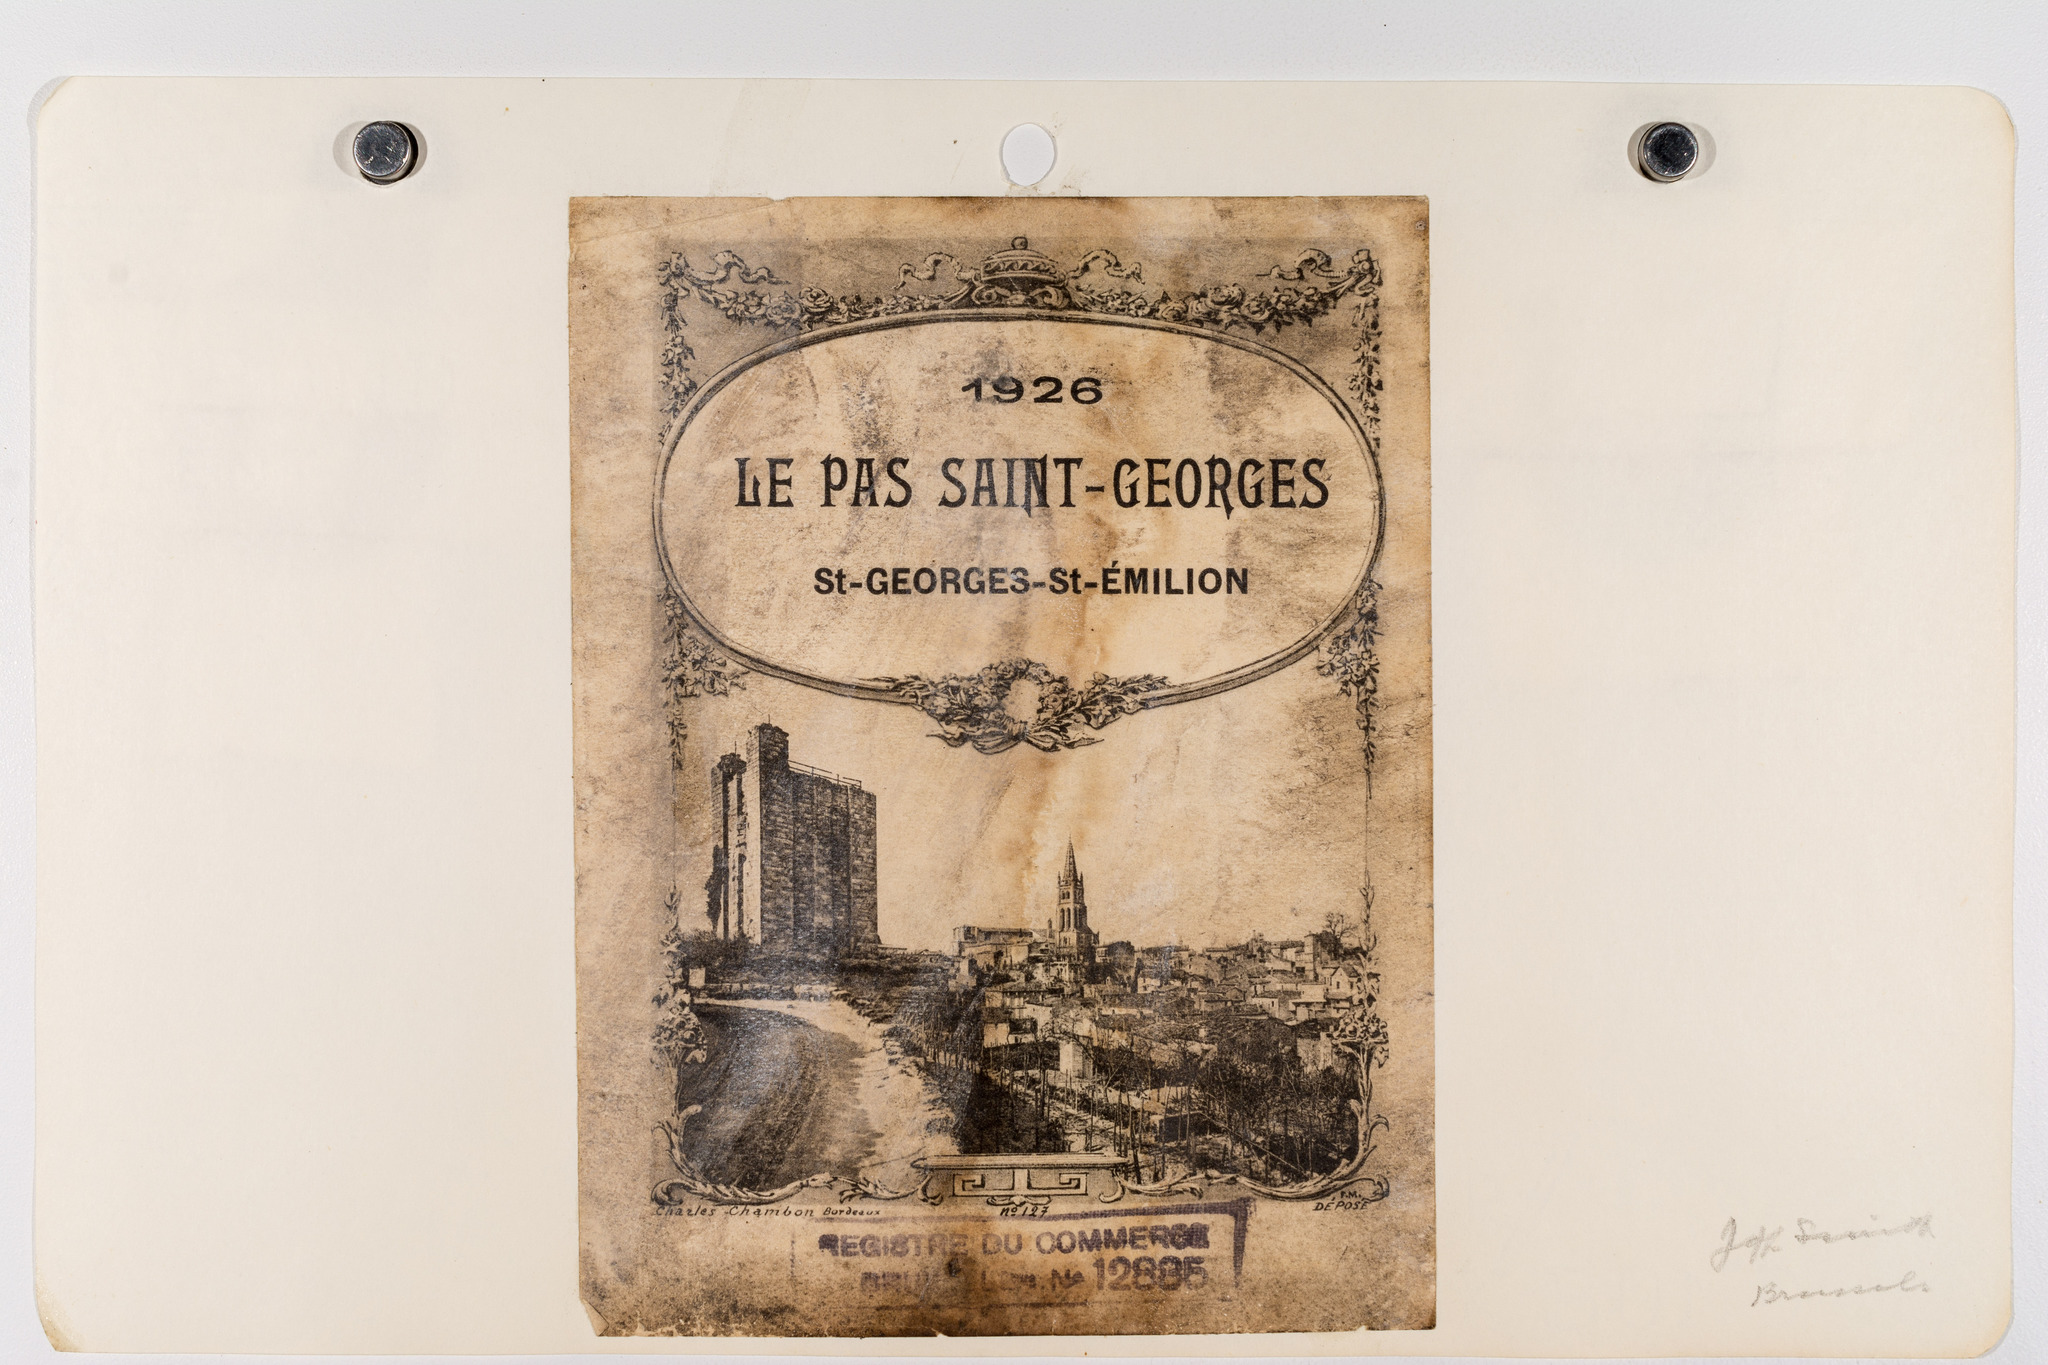 1926
LE PAS SAINT-GEORGES
St-GEORGES-St-ÉMILION
Charles Chambon Bordeaux
No 127
F.M.
DÉPOSÉ
REGISTRE DU COMMERCE
No 12885
Brussels